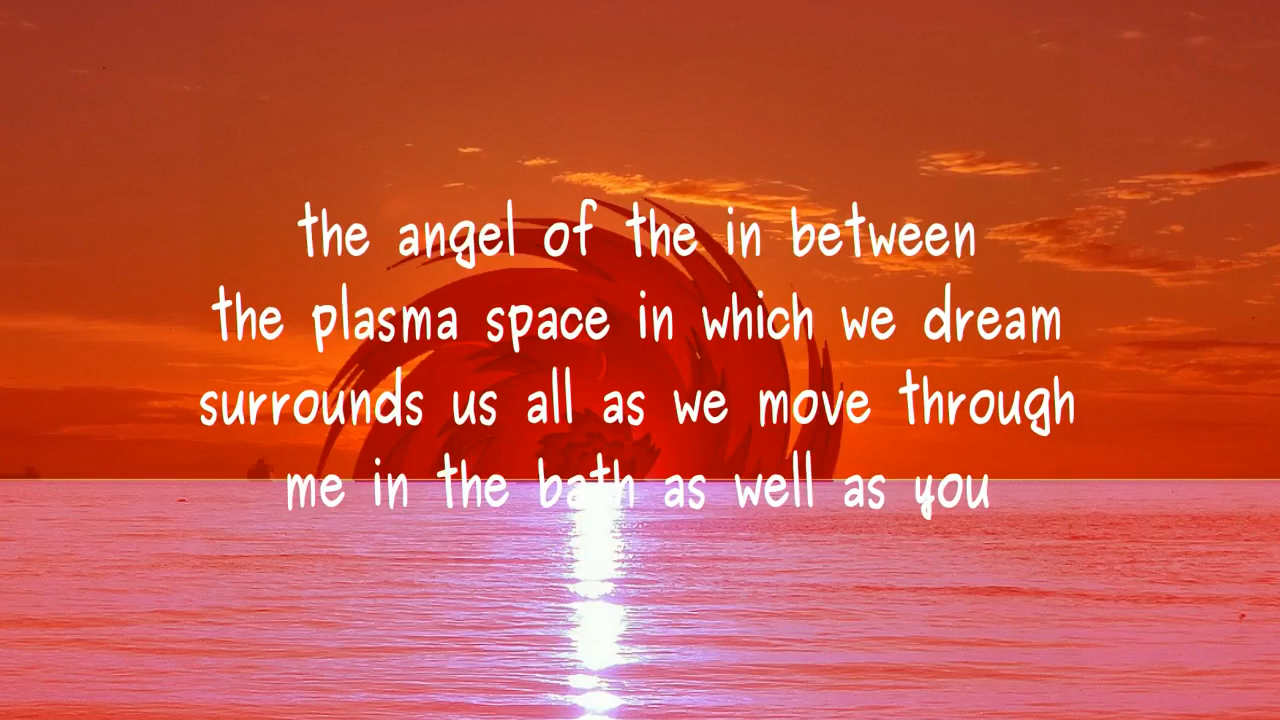 the angel of the in between
the plasma space in which we dream
surrounds us all as we move through
me in the bath as well as you